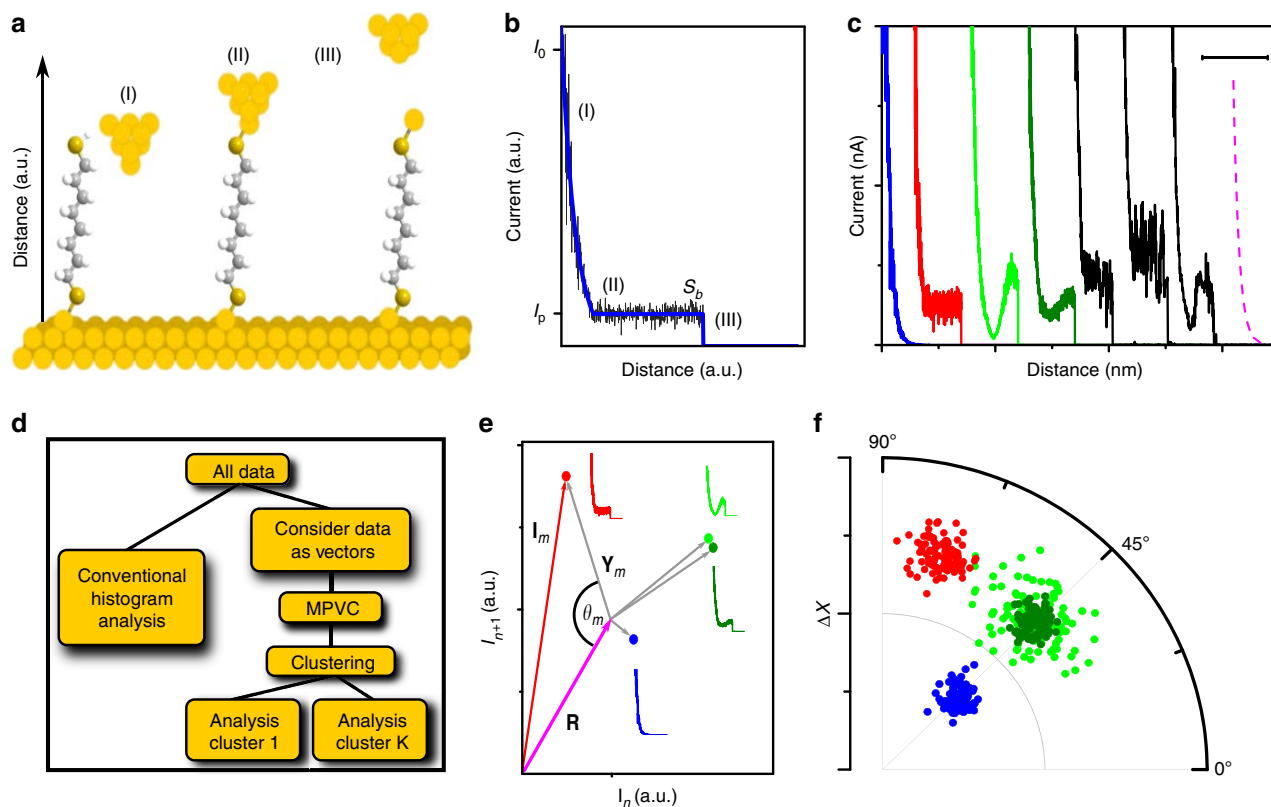 a
Distance (a.u.)
(I)
(II)
(III)
b
I0
Ip
Current (a.u.)
(I)
(II)
Sb
(III)
Distance (a.u.)
c
Current (nA)
Distance (nm)
d
All data
Conventional
histogram
analysis
Consider data
as vectors
MPVC
Clustering
Analysis
cluster 1
Analysis
cluster K
e
In+1 (a.u.)
Im
Ym
θm
R
In (a.u.)
f
ΔX
90°
45°
0°